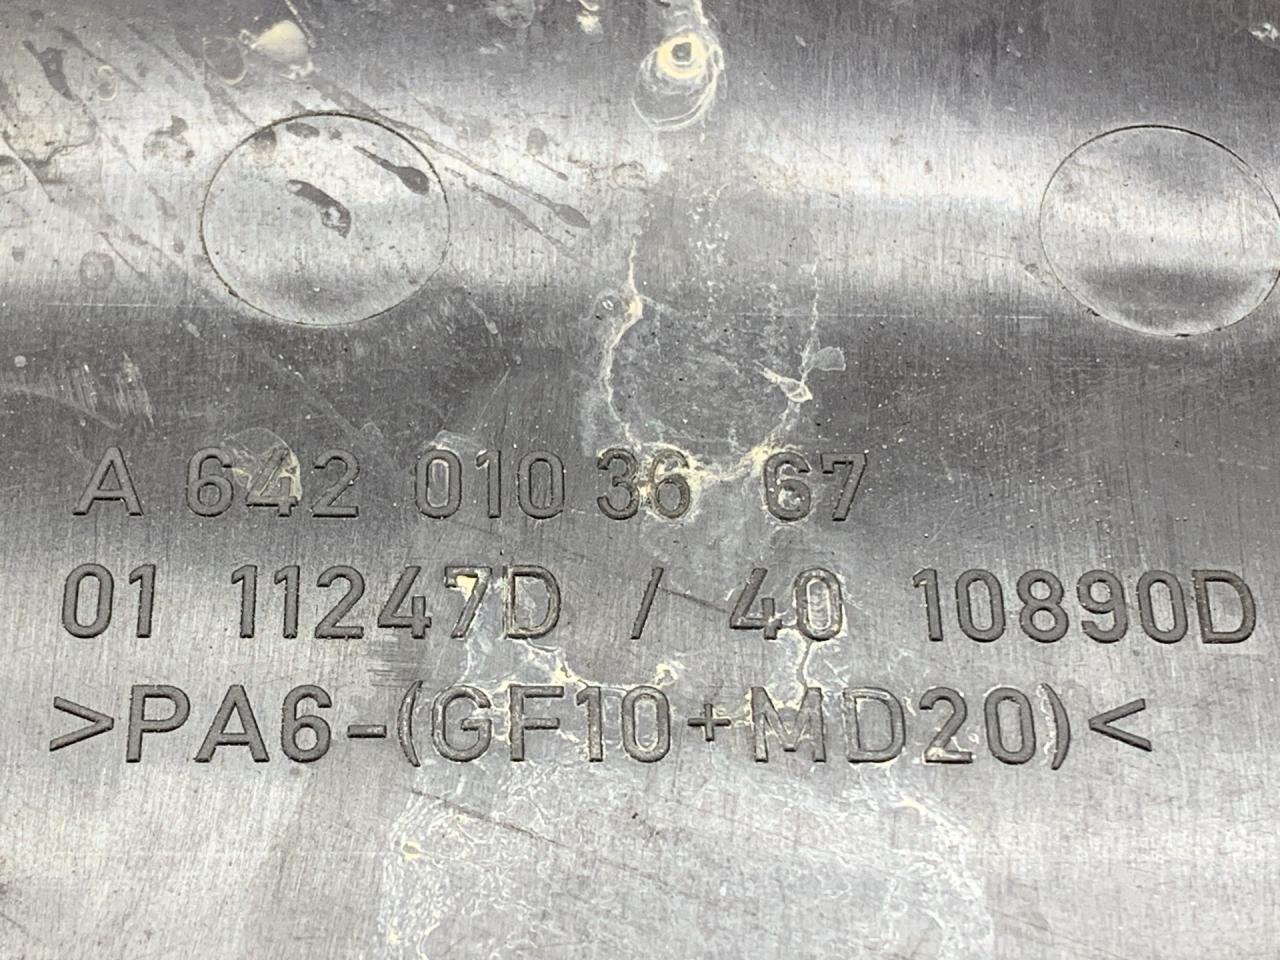 A 642 010 36 67
01 11247D / 40 10890D
>PA6-(GF10+MD20)<